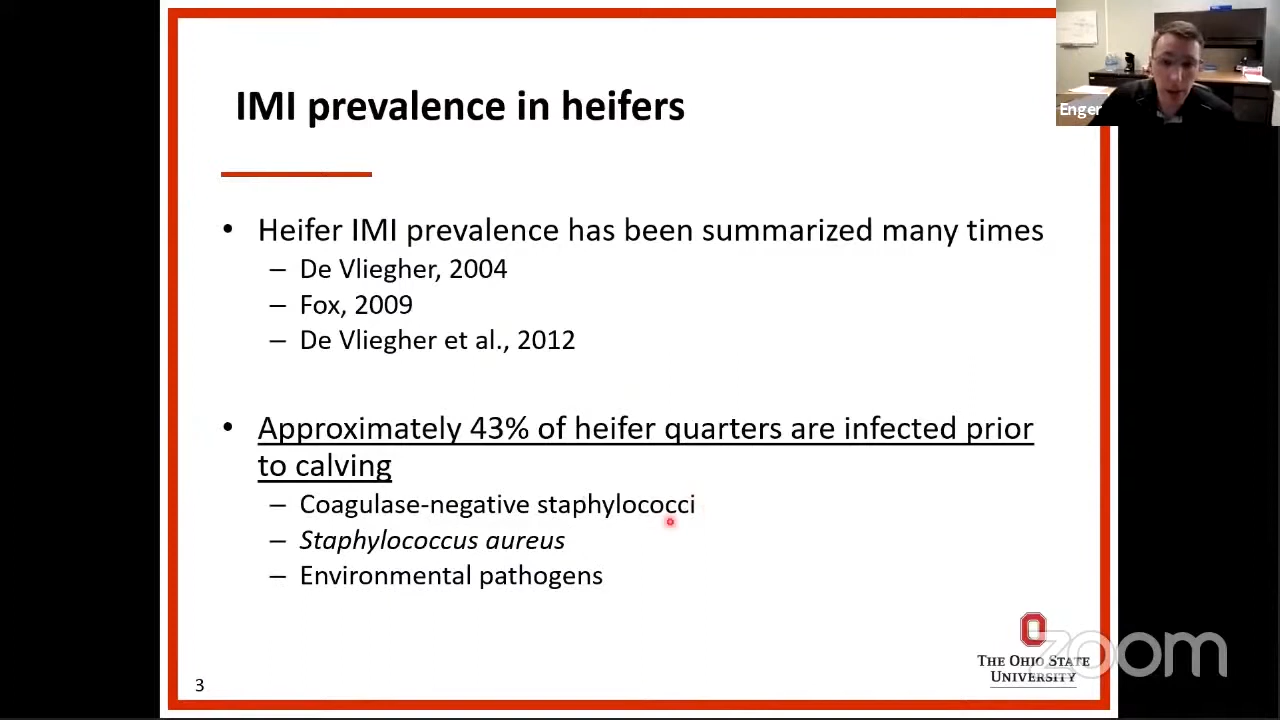 IMI prevalence in heifers
Enger
• Heifer IMI prevalence has been summarized many times
– De Vliegher, 2004
– Fox, 2009
– De Vliegher et al., 2012
• Approximately 43% of heifer quarters are infected prior
to calving
– Coagulase-negative staphylococci
– Staphylococcus aureus
– Environmental pathogens
zoom
THE OHIO STATE
UNIVERSITY
3